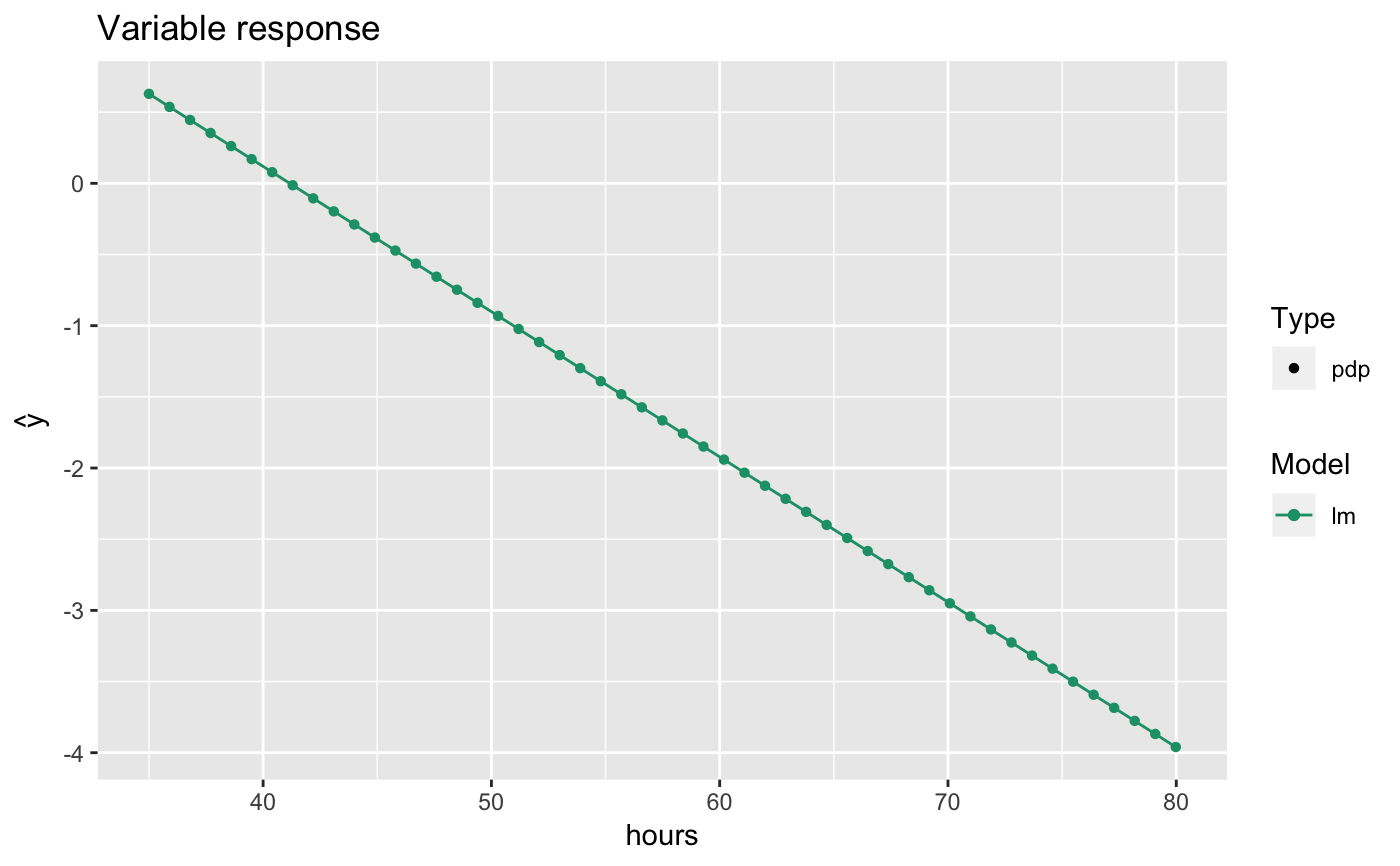 Variable response
0
-1
-2
-3
-4
ŷ
40 50 60 70 80
hours
Type
pdp
Model
lm